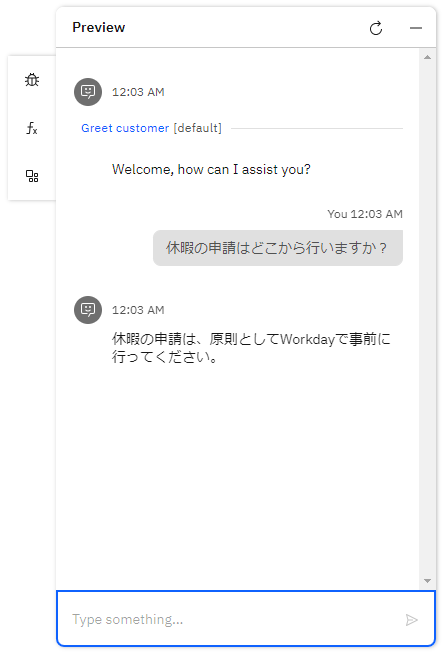 Preview
12:03 AM
Greet customer [default]
Welcome, how can I assist you?
You 12:03 AM
休暇の申請はどこから行いますか？
12:03 AM
休暇の申請は、原則としてWorkdayで事前に
行ってください。
Type something...
fx